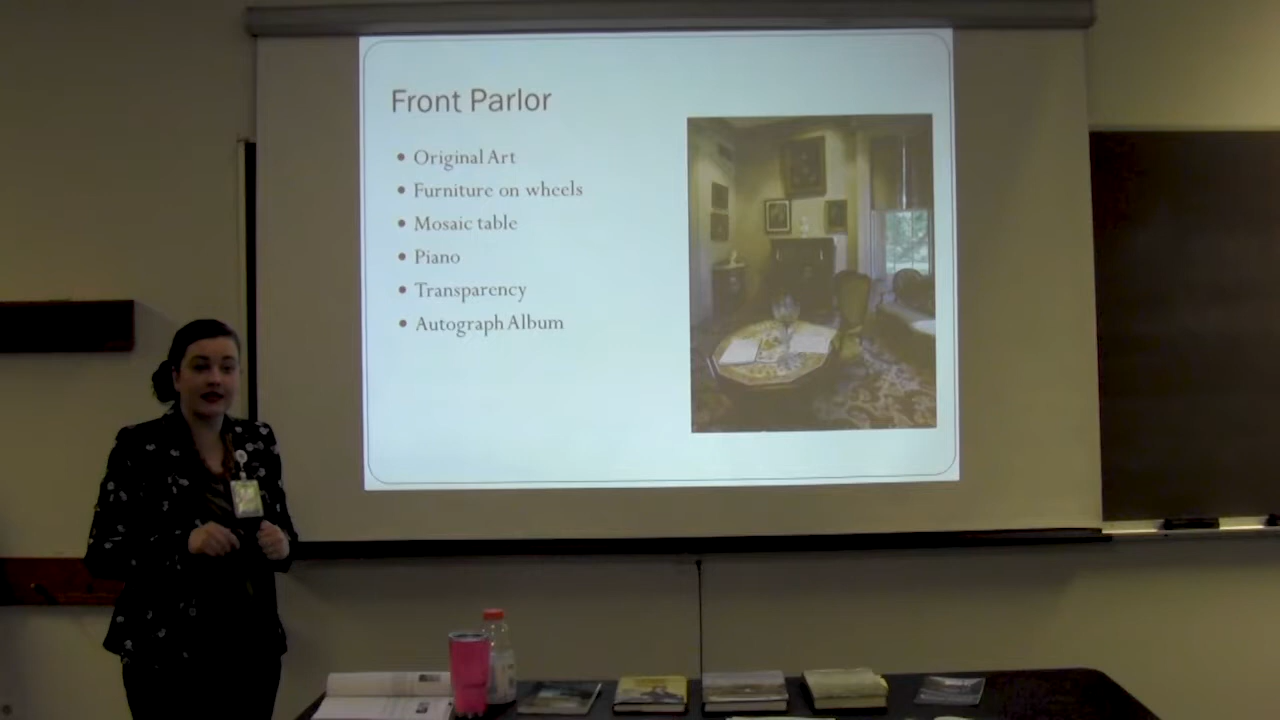 Front Parlor
• Original Art
• Furniture on wheels
• Mosaic table
• Piano
• Transparency
• Autograph Album